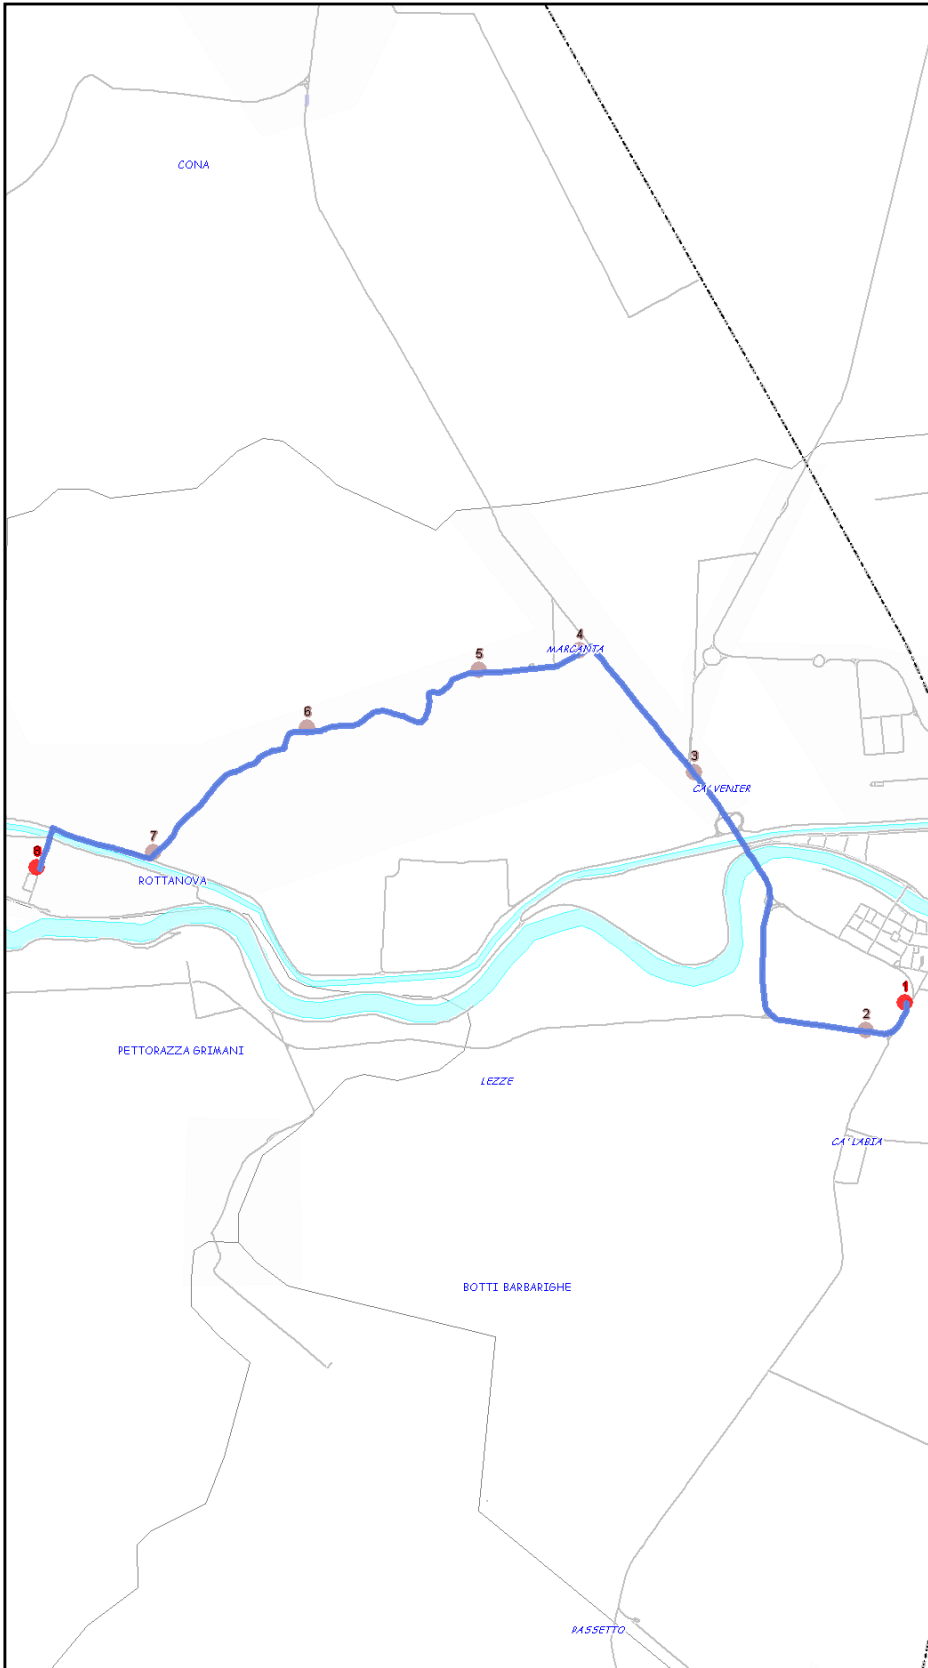 CONA
4
MARCANTA
5
6
3
CA' VENIER
7
8
ROTTANOVA
1
2
PETTORAZZA GRIMANI
LEZZE
CA' LABIA
BOTTI BARBARIGHE
PASSETTO